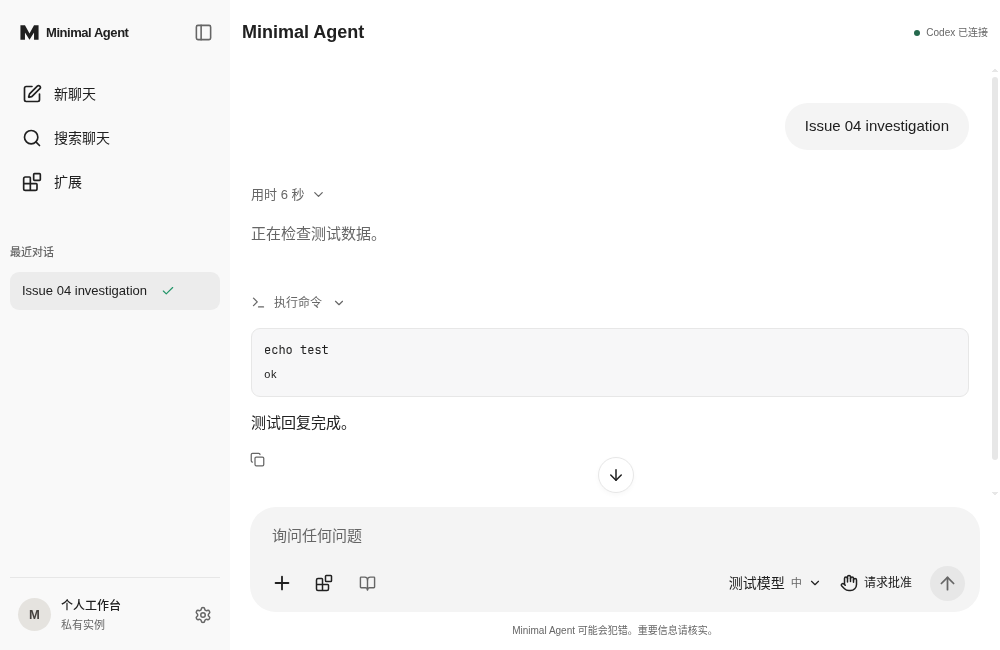 Minimal Agent
新聊天
搜索聊天
扩展
最近对话
Issue 04 investigation
M
个人工作台
私有实例
Minimal Agent
Codex 已连接
Issue 04 investigation
用时 6 秒
正在检查测试数据。
执行命令
echo test
ok
测试回复完成。
询问任何问题
测试模型 中
请求批准
Minimal Agent 可能会犯错。重要信息请核实。